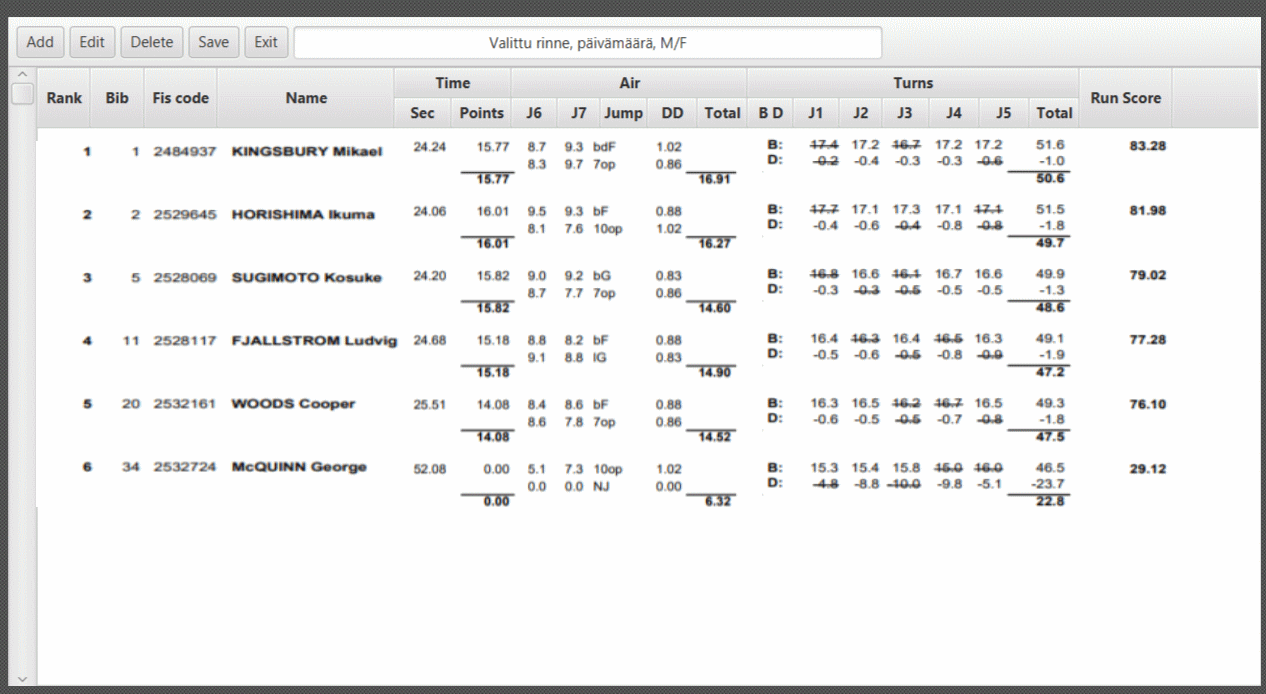 Add Edit Delete Save Exit Valittu rinne, päivämäärä, M/F
Time Air Turns
Rank Bib Fis code Name Run Score
Sec Points J6 J7 Jump DD Total B D J1 J2 J3 J4 J5 Total
1 1 2484937 KINGSBURY Mikael 24.24 15.77 8.7 9.3 bdF 1.02 B: 17.4 17.2 16.7 17.2 17.2 51.6 83.28
8.3 9.7 7op 0.86 D: -0.2 -0.4 -0.3 -0.3 -0.6 -1.0
15.77 16.91 50.6
2 2 2529645 HORISHIMA Ikuma 24.06 16.01 9.5 9.3 bF 0.88 B: 17.7 17.1 17.3 17.1 17.1 51.5 81.98
8.1 7.6 10op 1.02 D: -0.4 -0.6 -0.4 -0.8 -0.8 -1.8
16.01 16.27 49.7
3 5 2528069 SUGIMOTO Kosuke 24.20 15.82 9.0 9.2 bG 0.83 B: 16.8 16.6 16.1 16.7 16.6 49.9 79.02
8.7 7.7 7op 0.86 D: -0.3 -0.3 -0.5 -0.5 -0.5 -1.3
15.82 14.60 48.6
4 11 2528117 FJALLSTROM Ludvig 24.68 15.18 8.8 8.2 bF 0.88 B: 16.4 16.3 16.4 16.5 16.3 49.1 77.28
9.1 8.8 IG 0.83 D: -0.5 -0.6 -0.5 -0.8 -0.9 -1.9
15.18 14.90 47.2
5 20 2532161 WOODS Cooper 25.51 14.08 8.4 8.6 bF 0.88 B: 16.3 16.5 16.2 16.7 16.5 49.3 76.10
8.6 7.8 7op 0.86 D: -0.6 -0.5 -0.5 -0.7 -0.8 -1.8
14.08 14.52 47.5
6 34 2532724 McQUINN George 52.08 0.00 5.1 7.3 10op 1.02 B: 15.3 15.4 15.8 15.0 16.0 46.5 29.12
0.0 0.0 NJ 0.00 D: -4.8 -8.8 -10.0 -9.8 -5.1 -23.7
0.00 6.32 22.8